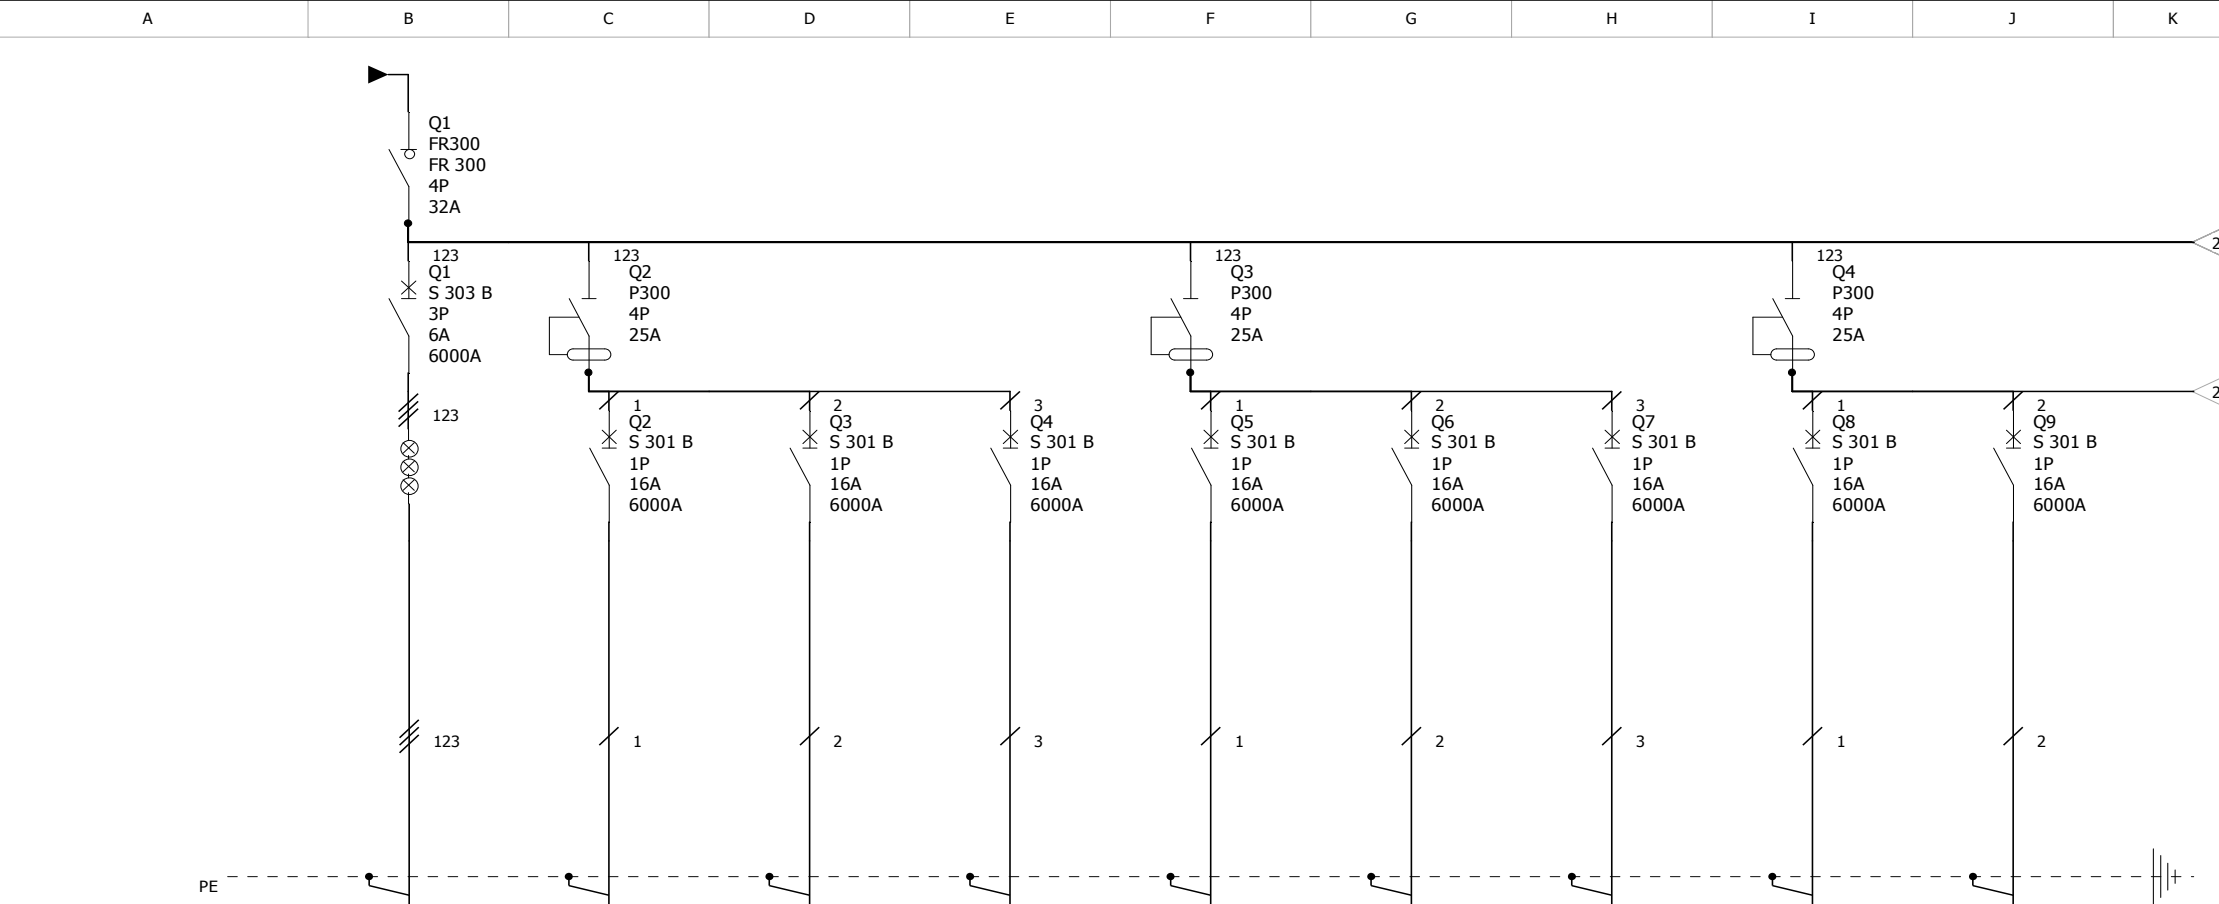 A B C D E F G H I J K
Q1
FR300
FR 300
4P
32A
123 123 123 123 2
Q1 Q2 Q3 Q4
S 303 B P300 P300 P300
3P 4P 4P 4P
6A 25A 25A 25A
6000A
2
123 1 2 3 1 2 3 1 2
Q2 Q3 Q4 Q5 Q6 Q7 Q8 Q9
S 301 B S 301 B S 301 B S 301 B S 301 B S 301 B S 301 B S 301 B
1P 1P 1P 1P 1P 1P 1P 1P
16A 16A 16A 16A 16A 16A 16A 16A
6000A 6000A 6000A 6000A 6000A 6000A 6000A 6000A
123 1 2 3 1 2 3 1 2
PE